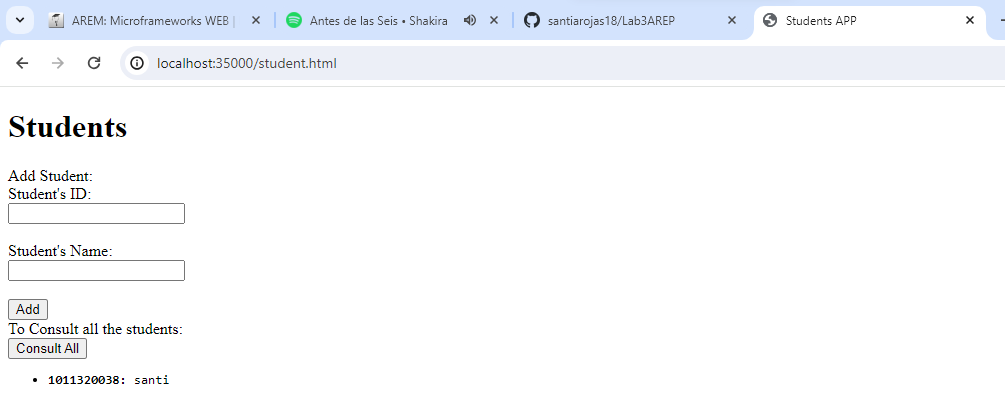 AREM: Microframeworks WEB
Antes de las Seis • Shakira
santiarojas18/Lab3AREP
Students APP
localhost:35000/student.html
Students
Add Student:
Student's ID:
Student's Name:
Add
To Consult all the students:
Consult All
• 1011320038: santi